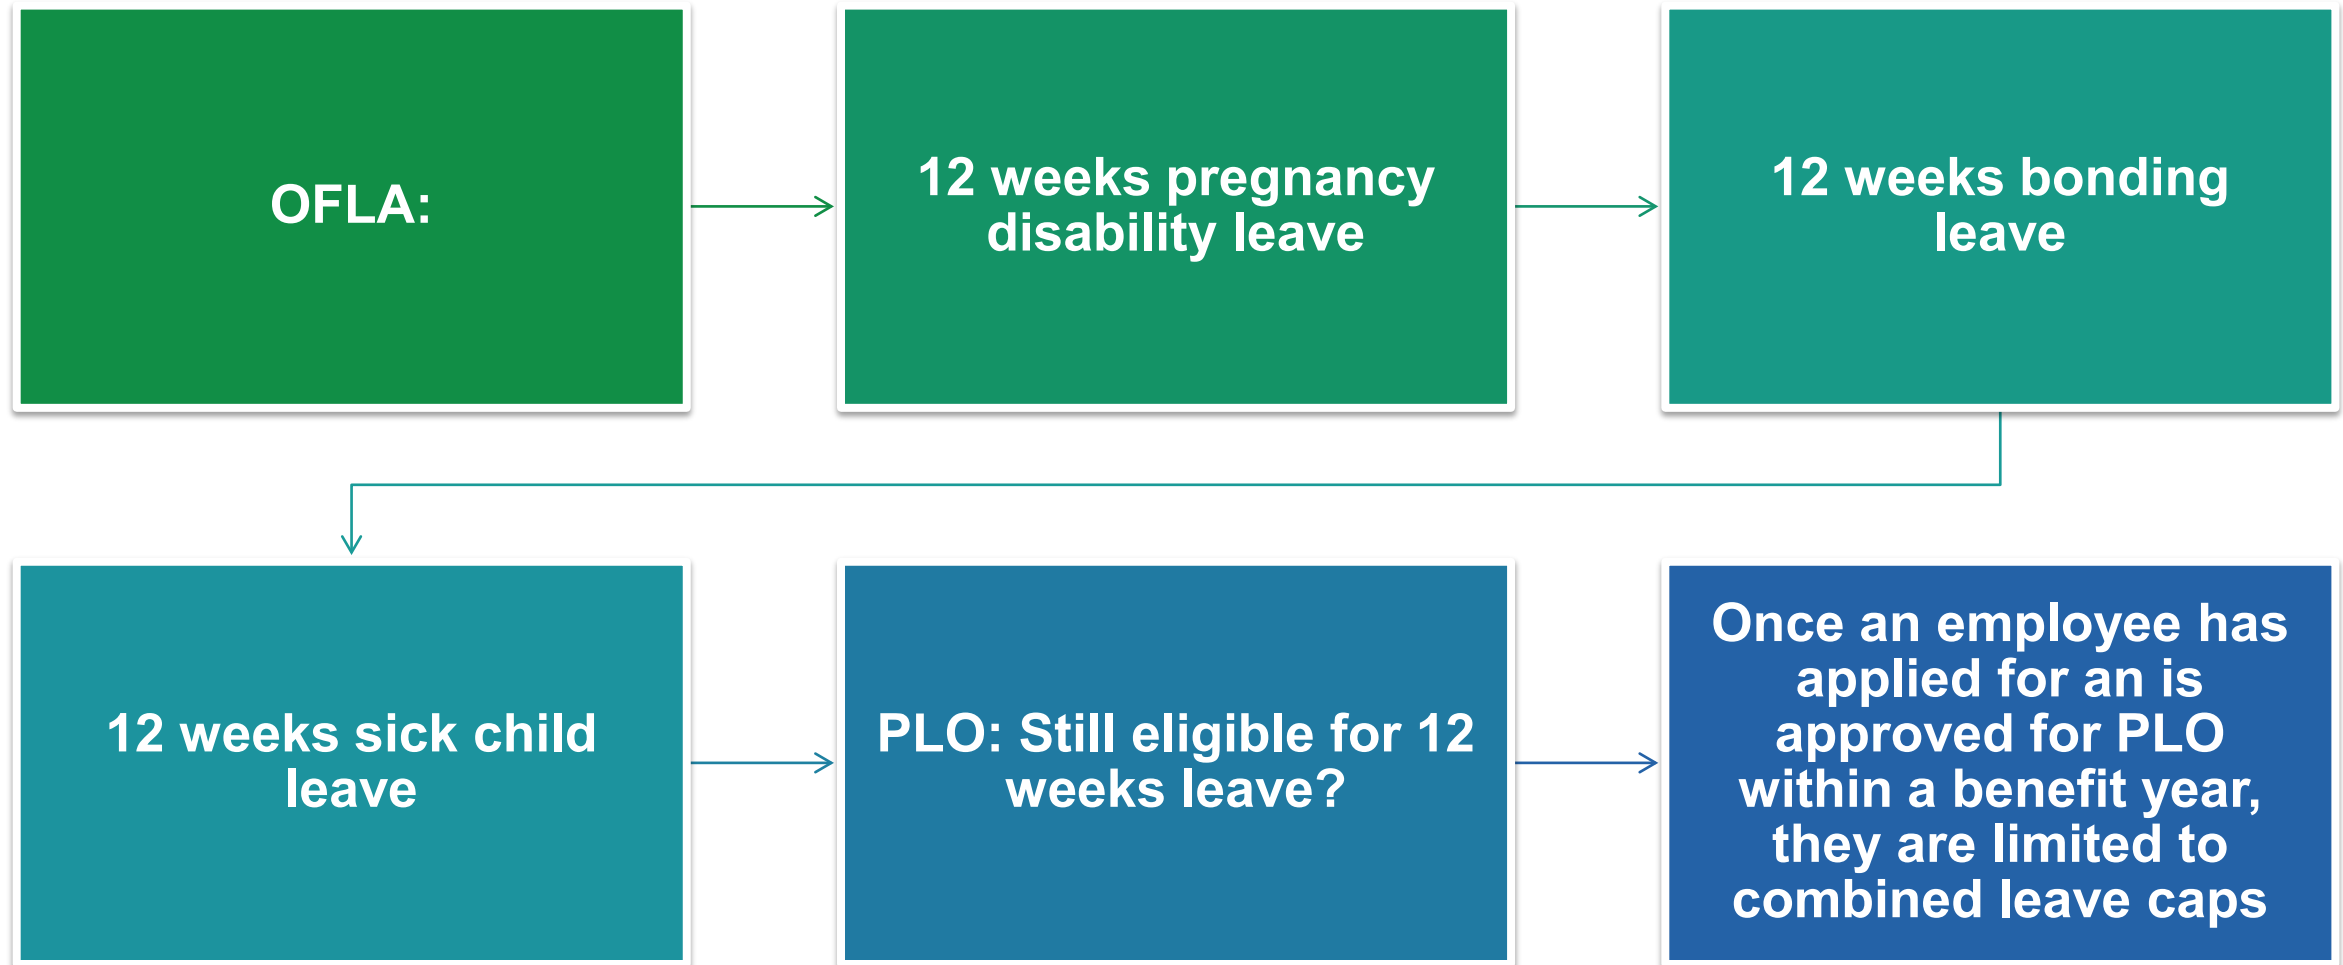 OFLA:
12 weeks pregnancy
disability leave
12 weeks bonding
leave
12 weeks sick child
leave
PLO: Still eligible for 12
weeks leave?
Once an employee has
applied for an is
approved for PLO
within a benefit year,
they are limited to
combined leave caps